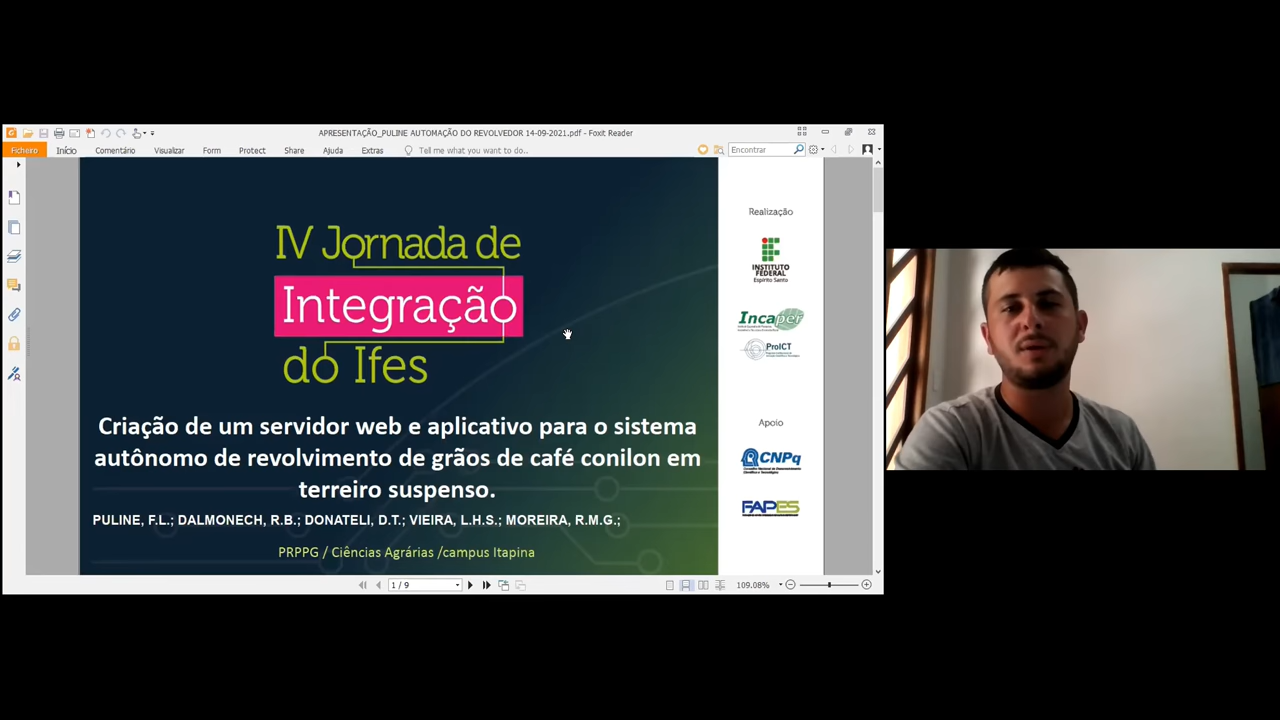 APRESENTAÇÃO_PULINE AUTOMAÇÃO DO REVOLVEDOR 14-09-2021.pdf - Foxit Reader
Ficheiro Início Comentário Visualizar Form Protect Share Ajuda Extras Tell me what you want to do.. Encontrar
IV Jornada de
Integração
do Ifes
Criação de um servidor web e aplicativo para o sistema
autônomo de revolvimento de grãos de café conilon em
terreiro suspenso.
PULINE, F.L.; DALMONECH, R.B.; DONATELI, D.T.; VIEIRA, L.H.S.; MOREIRA, R.M.G.;
PRPPG / Ciências Agrárias /campus Itapina
Realização
INSTITUTO
FEDERAL
Espírito Santo
Incaper
ProICT
Apoio
CNPq
FAPES
1 / 9
109.08%